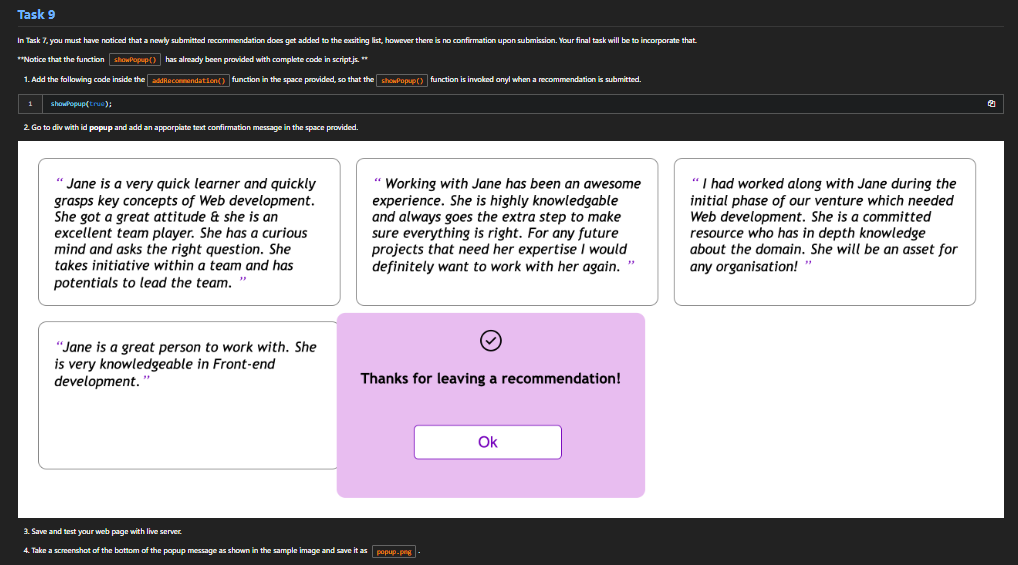 Task 9
In Task 7, you must have noticed that a newly submitted recommendation does get added to the exsiting list, however there is no confirmation upon submission. Your final task will be to incorporate that.
**Notice that the function showPopup() has already been provided with complete code in script.js. **
1. Add the following code inside the addRecommendation() function in the space provided, so that the showPopup() function is invoked onyl when a recommendation is submitted.
1 showPopup(true);
2. Go to div with id popup and add an apporpiate text confirmation message in the space provided.
“ Jane is a very quick learner and quickly
grasps key concepts of Web development.
She got a great attitude & she is an
excellent team player. She has a curious
mind and asks the right question. She
takes initiative within a team and has
potentials to lead the team. ”
“ Working with Jane has been an awesome
experience. She is highly knowledgable
and always goes the extra step to make
sure everything is right. For any future
projects that need her expertise I would
definitely want to work with her again. ”
“ I had worked along with Jane during the
initial phase of our venture which needed
Web development. She is a committed
resource who has in depth knowledge
about the domain. She will be an asset for
any organisation! ”
“Jane is a great person to work with. She
is very knowledgeable in Front-end
development. ”
Thanks for leaving a recommendation!
Ok
3. Save and test your web page with live server.
4. Take a screenshot of the bottom of the popup message as shown in the sample image and save it as popup.png .